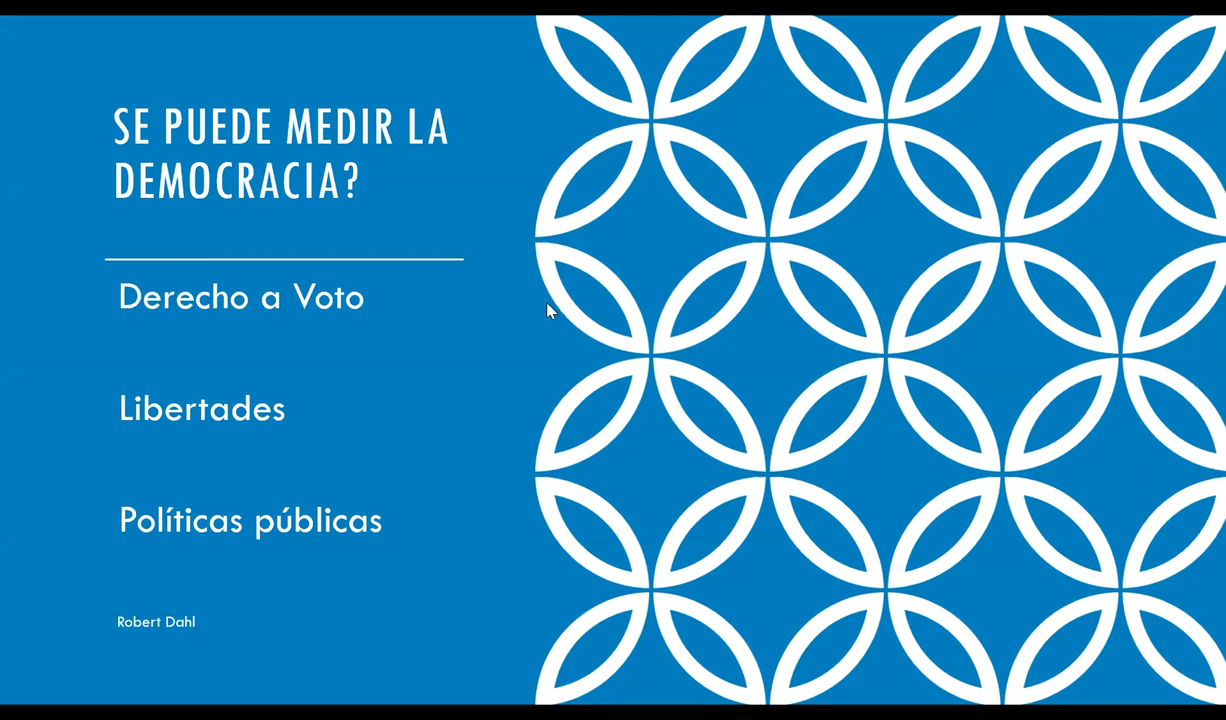 SE PUEDE MEDIR LA
DEMOCRACIA?
Derecho a Voto
Libertades
Políticas públicas
Robert Dahl